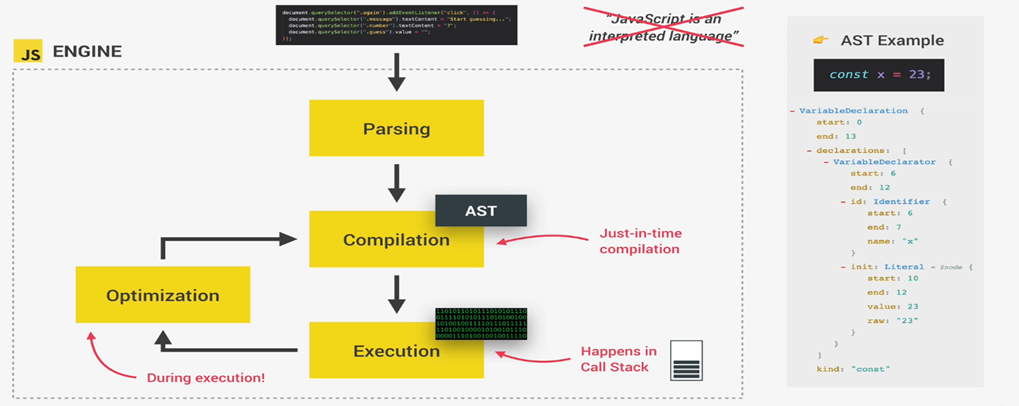 document.querySelector(".again").addEventListener("click", () => {
document.querySelector(".message").textContent = "Start guessing...";
document.querySelector(".number").textContent = "?";
document.querySelector(".guess").value = "";
});
"JavaScript is an
interpreted language"
JS ENGINE
Parsing
AST
Compilation
Just-in-time
compilation
Optimization
Execution
During execution!
Happens in
Call Stack
👉 AST Example
const x = 23;
- VariableDeclaration {
start: 0
end: 13
- declarations: [
- VariableDeclarator {
start: 6
end: 12
- id: Identifier {
start: 6
end: 7
name: "x"
}
- init: Literal = $node {
start: 10
end: 12
value: 23
raw: "23"
}
}
]
kind: "const"